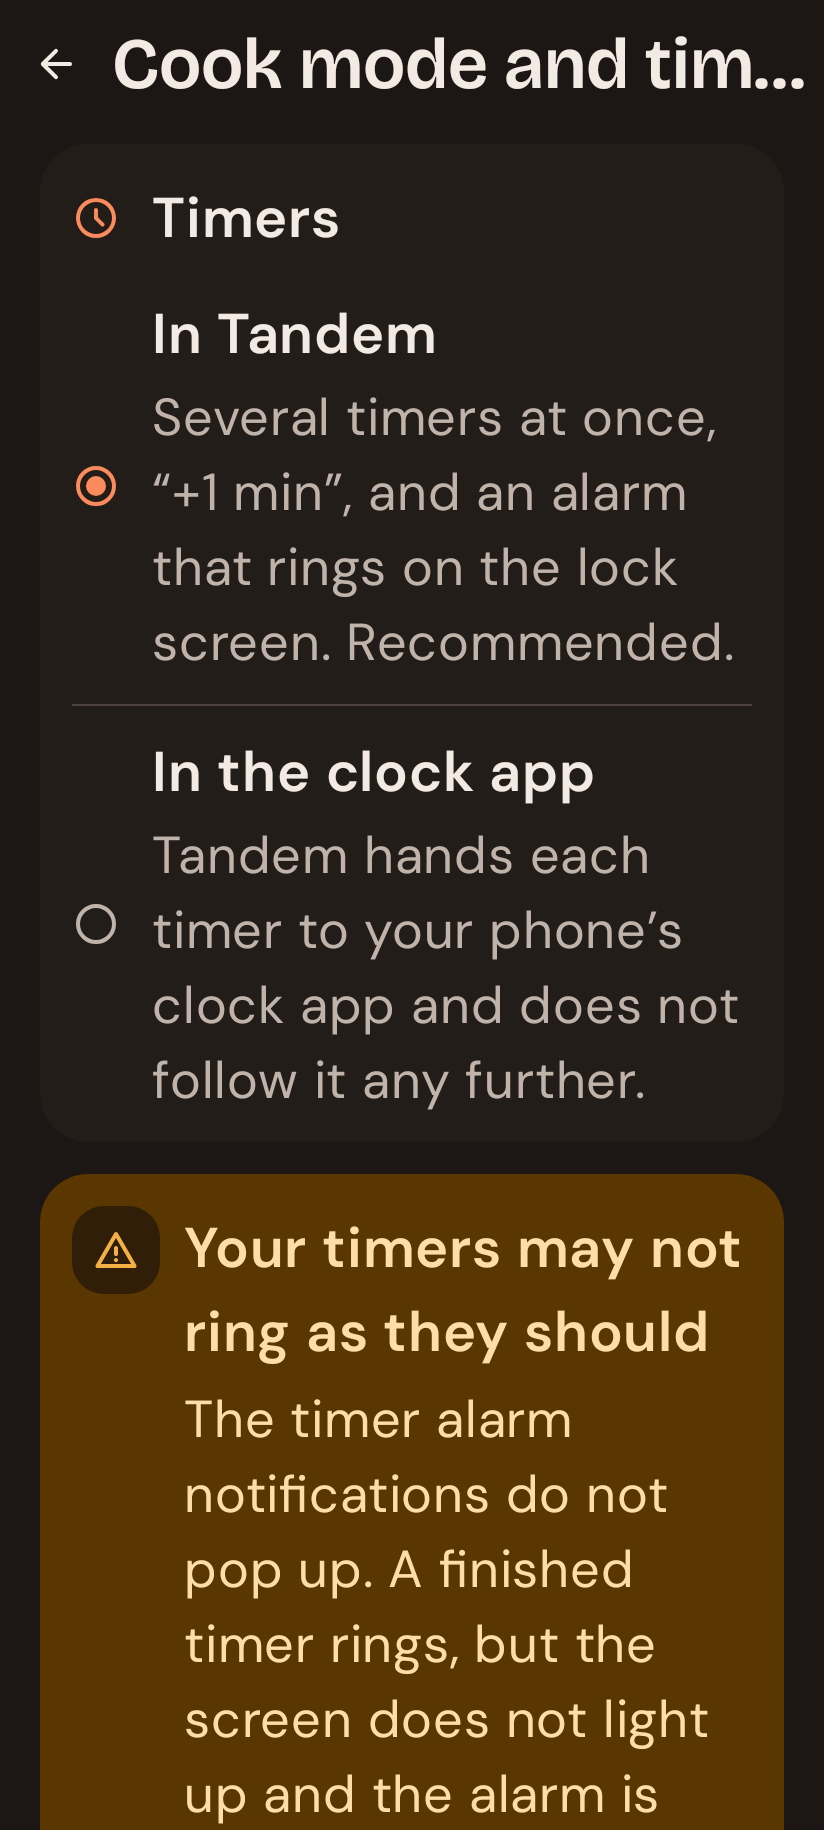 Cook mode and tim...
Timers
In Tandem
Several timers at once,
“+1 min”, and an alarm
that rings on the lock
screen. Recommended.
In the clock app
Tandem hands each
timer to your phone’s
clock app and does not
follow it any further.
Your timers may not
ring as they should
The timer alarm
notifications do not
pop up. A finished
timer rings, but the
screen does not light
up and the alarm is